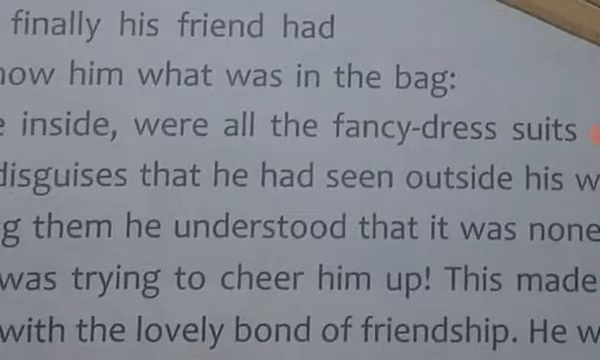 finally his friend had
him what was in the bag:
inside, were all the fancy-dress suits
that he had seen outside his
them he understood that it was none
was trying to cheer him up! This made
with the lovely bond of friendship. He